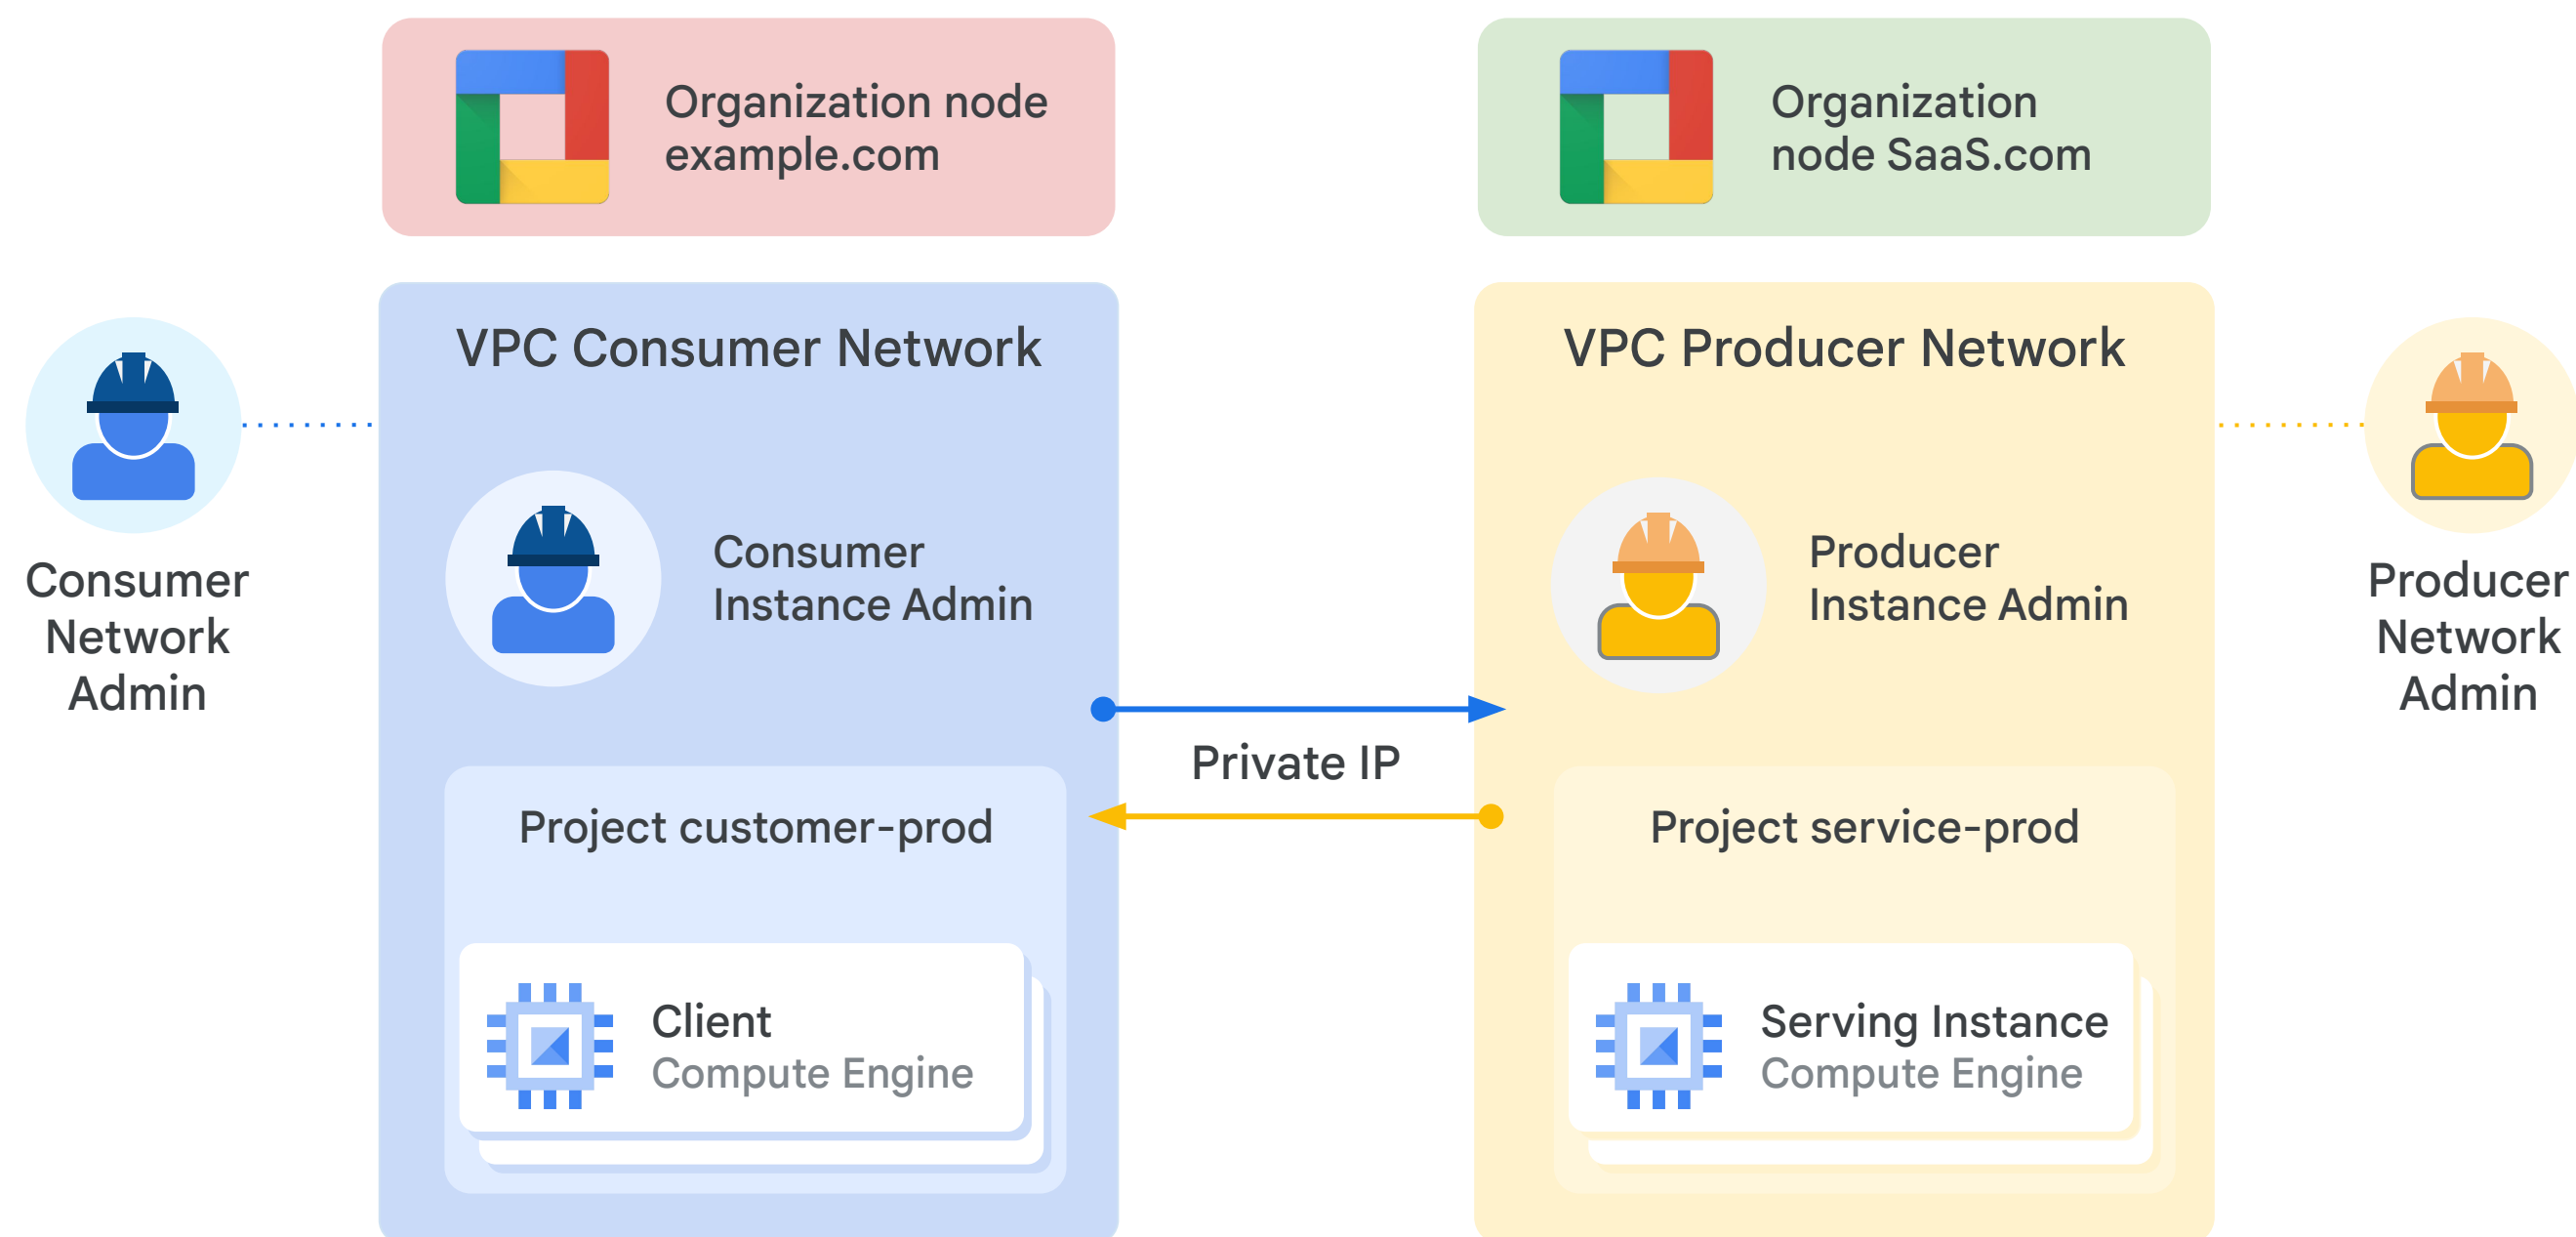 Organization node
example.com
Organization
node SaaS.com
VPC Consumer Network
VPC Producer Network
Consumer
Network
Admin
Consumer
Instance Admin
Producer
Instance Admin
Producer
Network
Admin
Private IP
Project customer-prod
Project service-prod
Client
Compute Engine
Serving Instance
Compute Engine